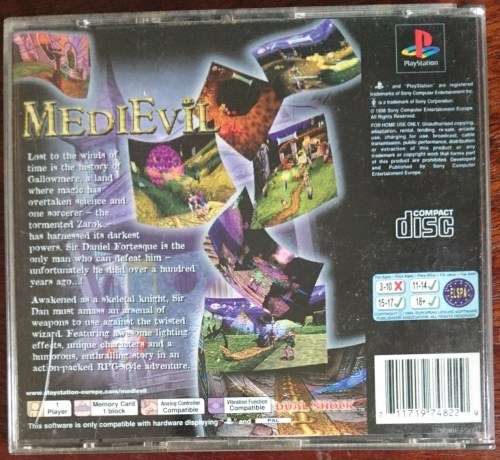 MEDIEVIL
Lost to the winds of
time is the history of
Gallowmere, a land
where magic has
overtaken science and
one sorcerer – the
tormented Zarok –
has harnessed its darkest
powers. Sir Daniel Fortesque is the
only man who can defeat him –
unfortunately he died over a hundred
years ago...!
Awakened as a skeletal knight, Sir
Dan must amass an arsenal of
weapons to use against the twisted
wizard. Featuring awesome lighting
effects, unique characters and a
humorous, enthralling story in an
action-packed RPG-style adventure.
www.playstation-europe.com/medievil
1
Player
Memory Card
1 block
Analog Controller
Compatible
Vibration Function
Compatible
DUAL SHOCK
This software is only compatible with hardware displaying " " and PAL
PlayStation
" " and "PlayStation" are registered
trademarks of Sony Computer Entertainment Inc.
is a trademark of Sony Corporation.
© 1998 Sony Computer Entertainment Europe.
All Rights Reserved.
FOR HOME USE ONLY. Unauthorised copying,
adaptation, rental, lending, re-sale, arcade
use, charging for use, broadcast, cable
transmission, public performance, distribution
or extraction of this product or any
trademark or copyright work that forms part
of this product are prohibited. Developed
and Published by Sony Computer
Entertainment Europe.
COMPACT
disc
3-10
11-14
15-17
18+
ELSPA
7 11719 74822 9